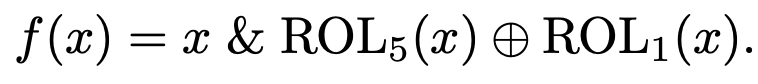 f(x) = x & ROL₅(x) ⊕ ROL₁(x).